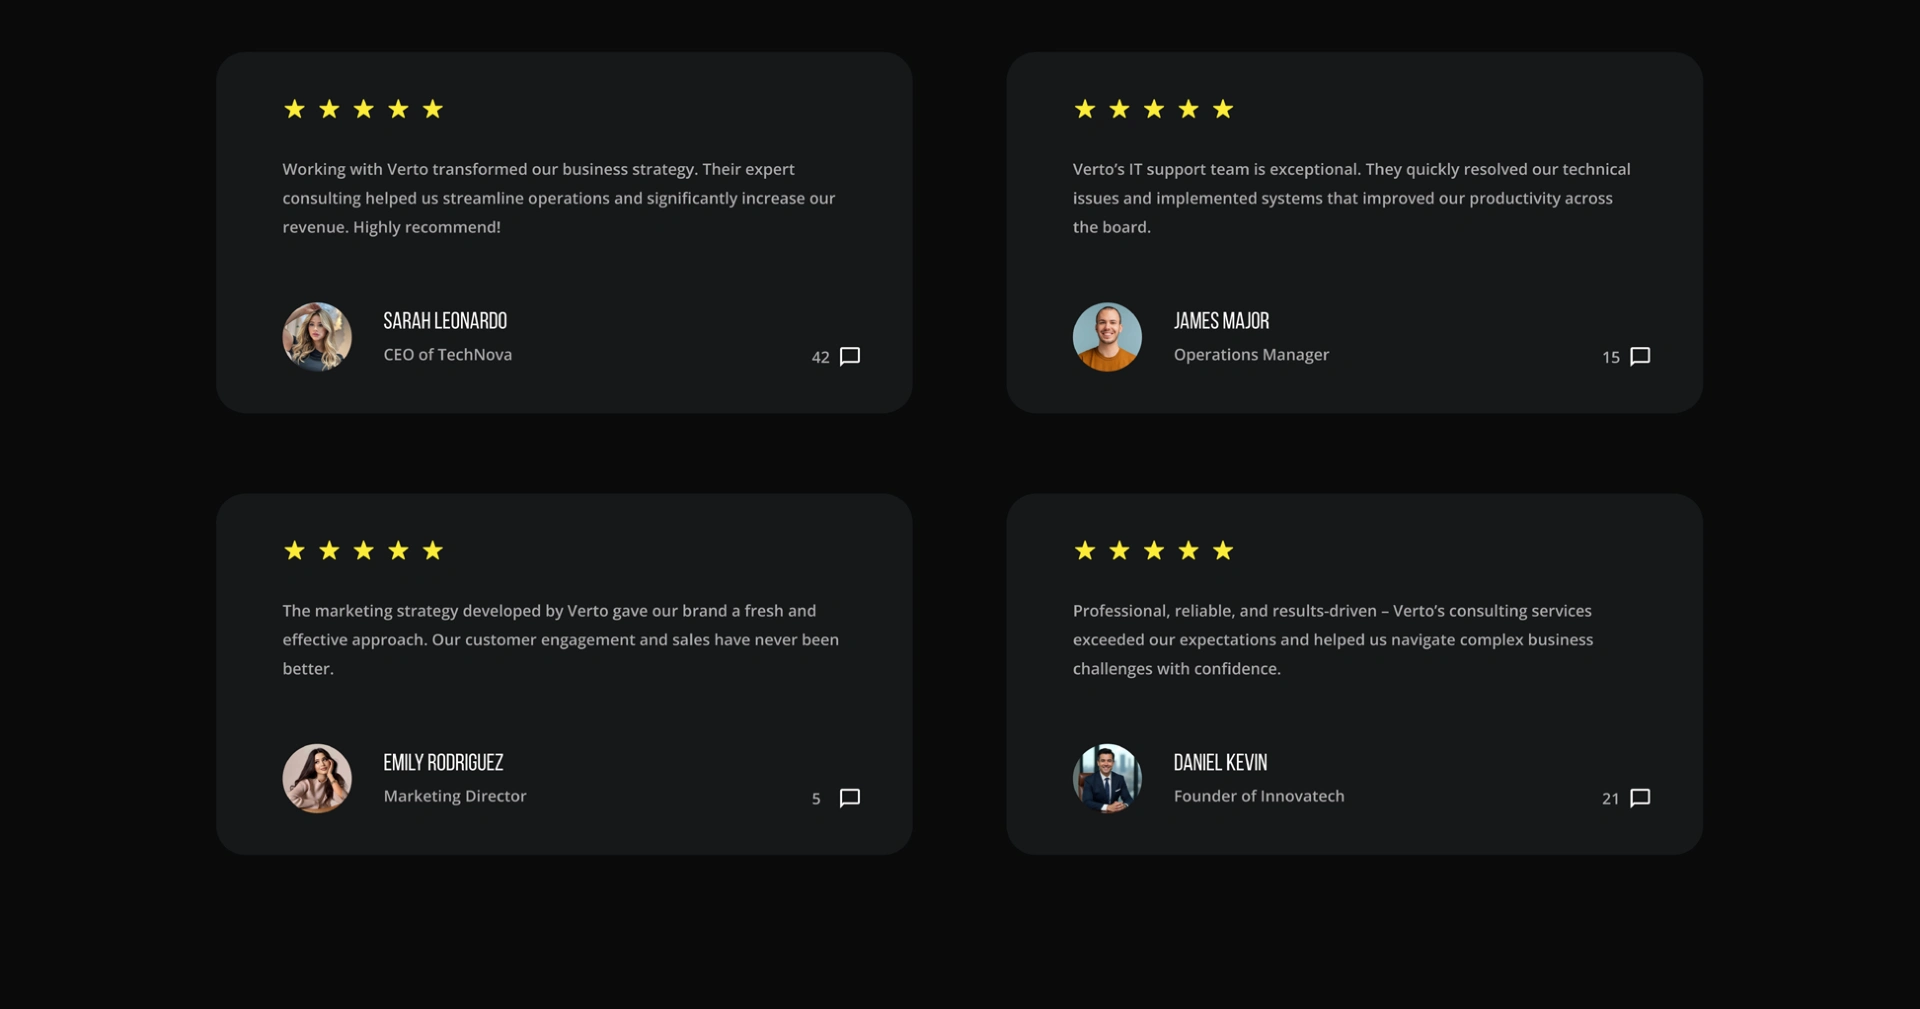 Working with Verto transformed our business strategy. Their expert
consulting helped us streamline operations and significantly increase our
revenue. Highly recommend!
SARAH LEONARDO
CEO of TechNova
42
Verto’s IT support team is exceptional. They quickly resolved our technical
issues and implemented systems that improved our productivity across
the board.
JAMES MAJOR
Operations Manager
15
The marketing strategy developed by Verto gave our brand a fresh and
effective approach. Our customer engagement and sales have never been
better.
EMILY RODRIGUEZ
Marketing Director
5
Professional, reliable, and results-driven – Verto’s consulting services
exceeded our expectations and helped us navigate complex business
challenges with confidence.
DANIEL KEVIN
Founder of Innovatech
21